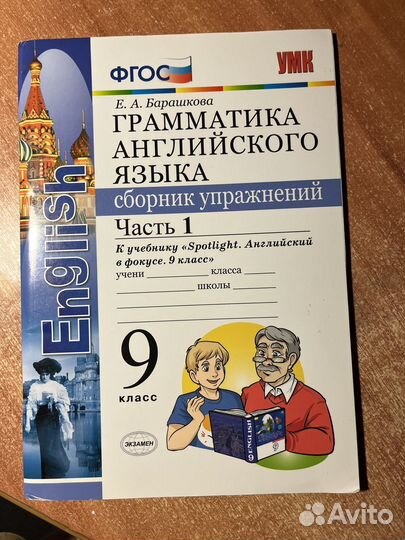 ФГОС
УМК
Е. А. Барашкова
ГРАММАТИКА
АНГЛИЙСКОГО
ЯЗЫКА
сборник упражнений
Часть 1
К учебнику «Spotlight. Английский
в фокусе. 9 класс»
учени класса
школы
English
9
КЛАСС
ENGLISH
ЭКЗАМЕН
Avito